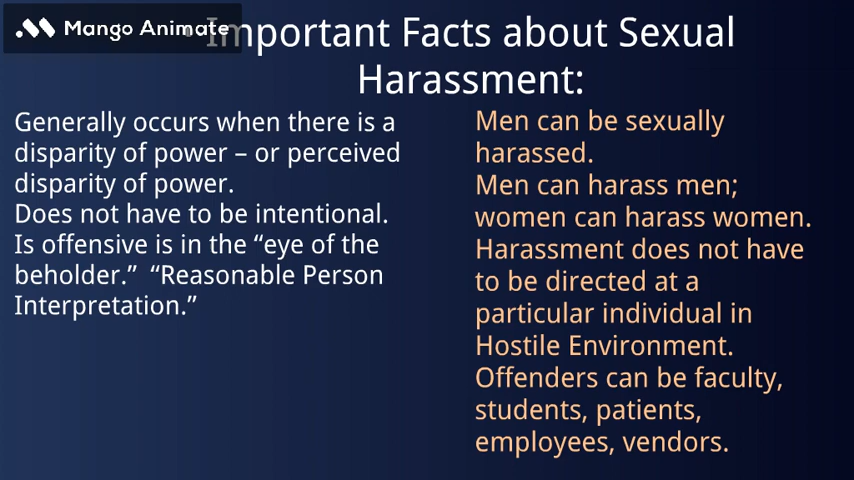 Mango Animate
Important Facts about Sexual
Harassment:
Generally occurs when there is a
disparity of power – or perceived
disparity of power.
Does not have to be intentional.
Is offensive is in the “eye of the
beholder.” “Reasonable Person
Interpretation.”
Men can be sexually
harassed.
Men can harass men;
women can harass women.
Harassment does not have
to be directed at a
particular individual in
Hostile Environment.
Offenders can be faculty,
students, patients,
employees, vendors.